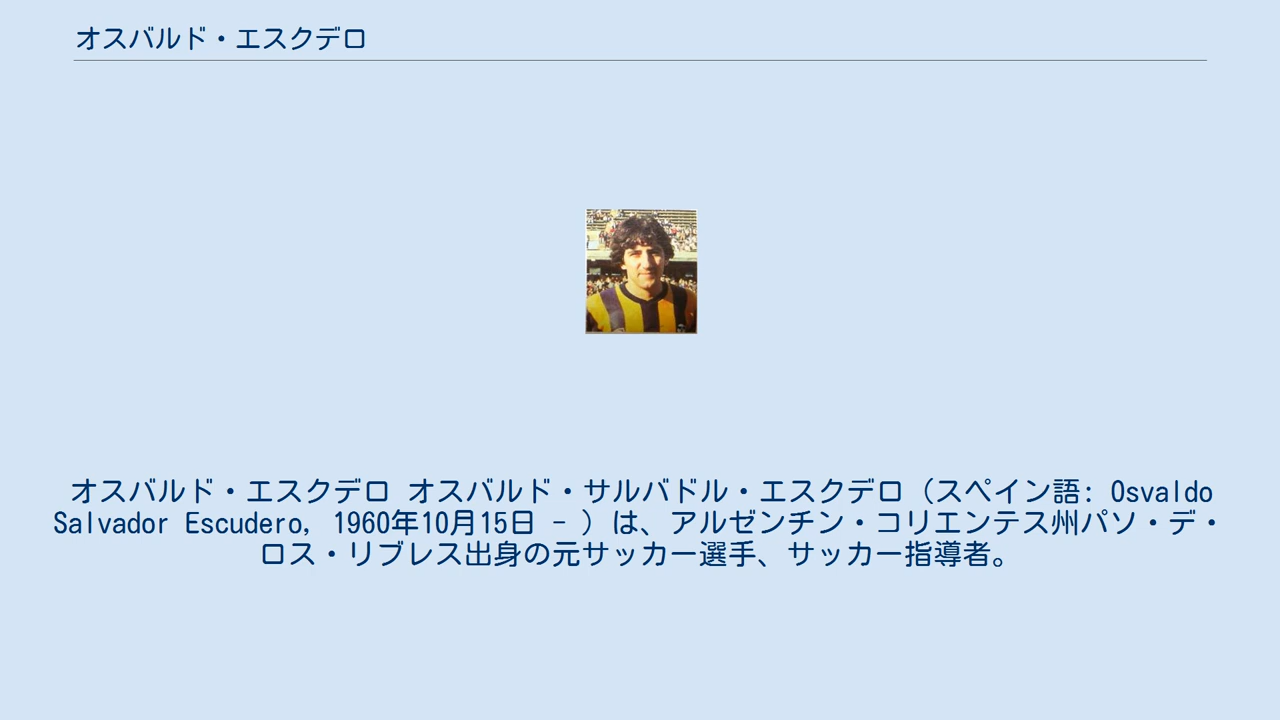 オスバルド・エスクデロ
オスバルド・エスクデロ オスバルド・サルバドル・エスクデロ（スペイン語: Osvaldo
Salvador Escudero, 1960年10月15日 - ）は、アルゼンチン・コリエンテス州パソ・デ・
ロス・リブレス出身の元サッカー選手、サッカー指導者。